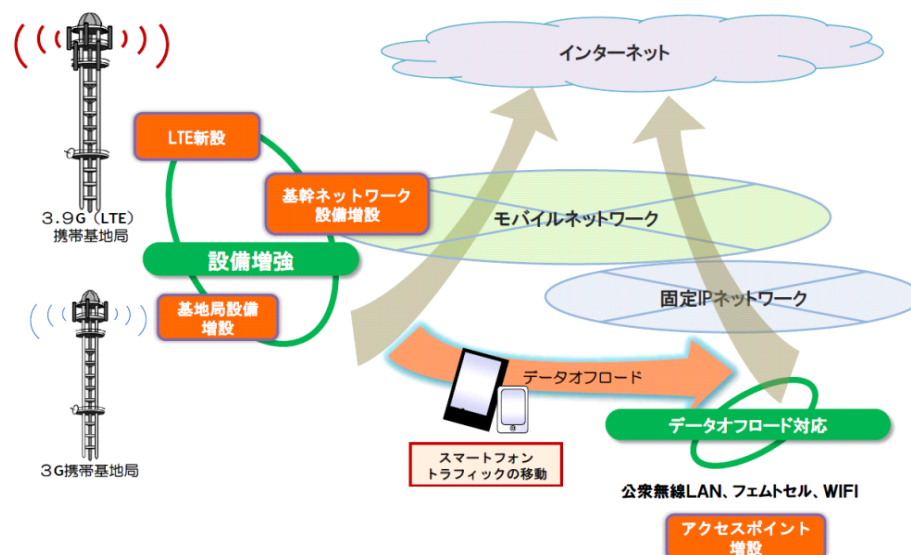 インターネット
LTE新設
基幹ネットワーク
設備増設
3.9G（LTE）
携帯基地局
モバイルネットワーク
設備増強
固定IPネットワーク
基地局設備
増設
データオフロード
データオフロード対応
3G携帯基地局
スマートフォン
トラフィックの移動
公衆無線LAN、フェムトセル、WIFI
アクセスポイント
増設